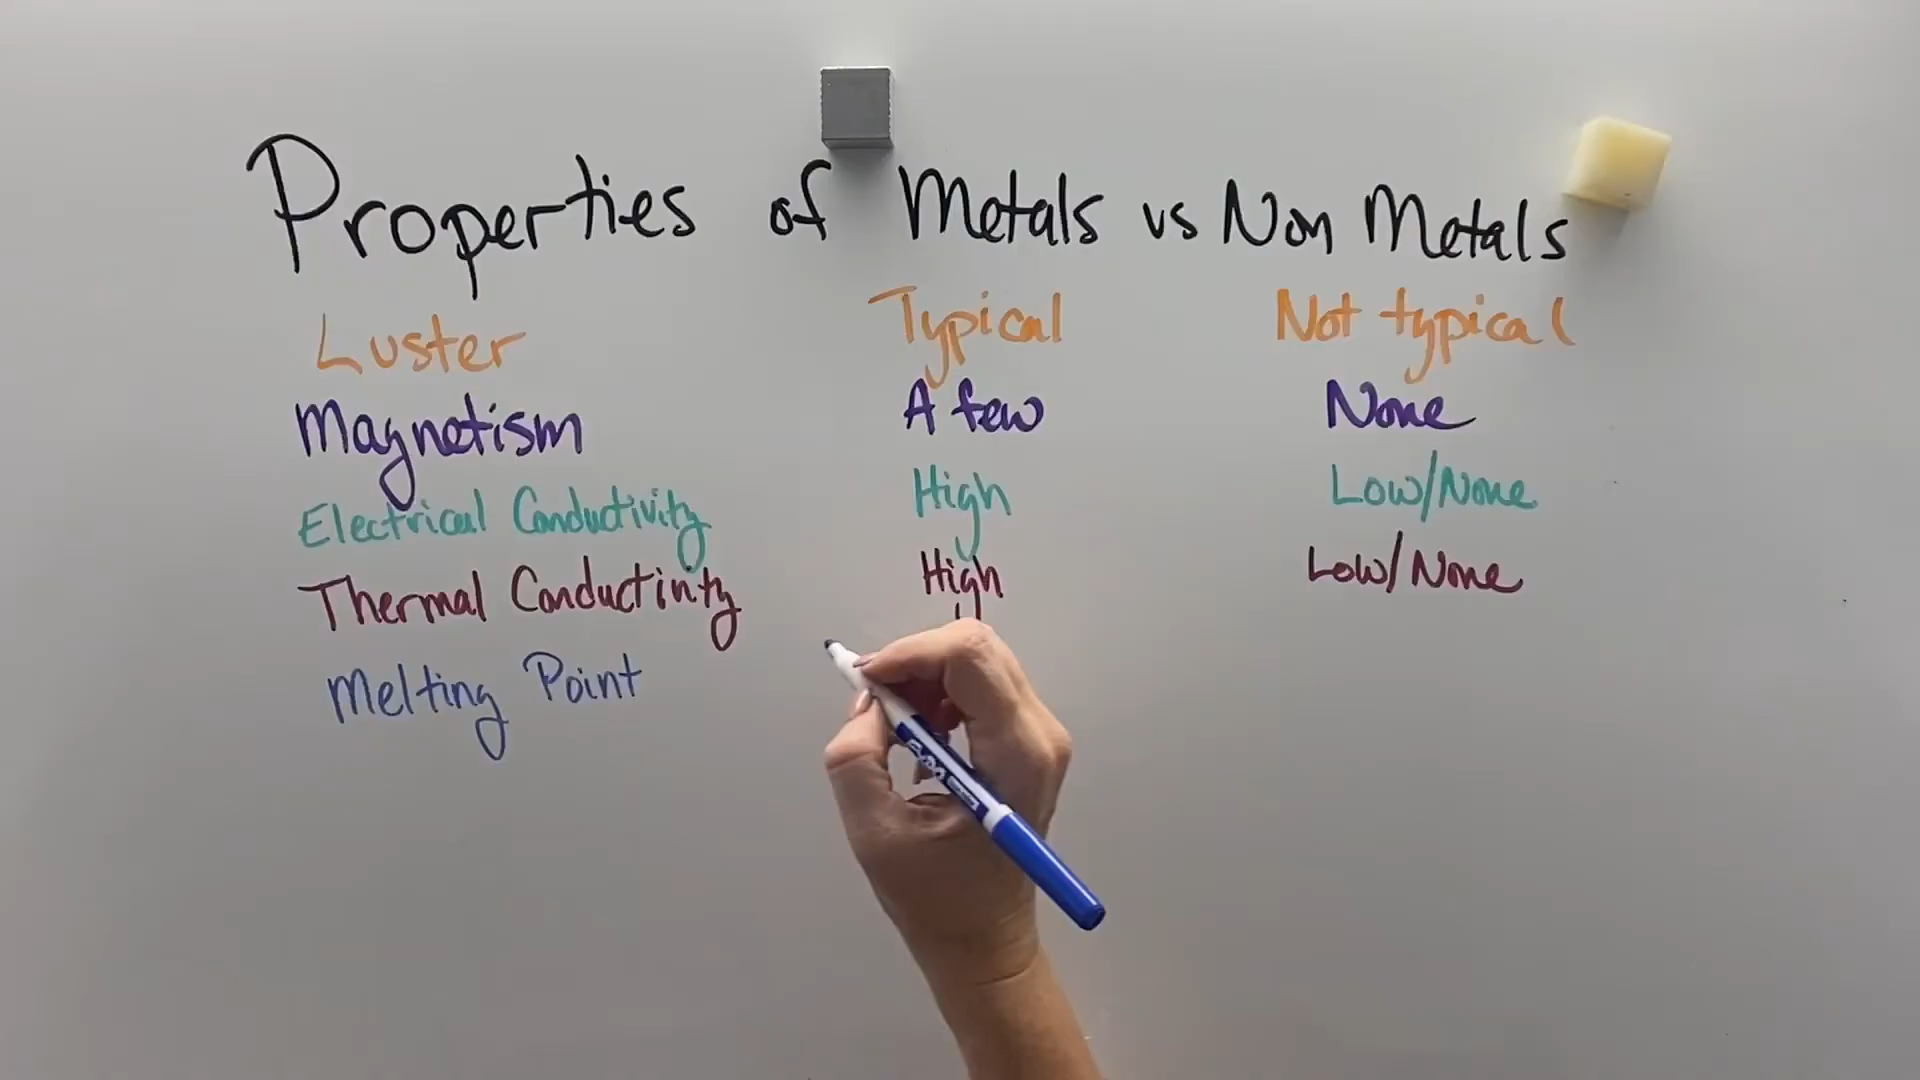 Properties of Metals vs Non Metals
Luster Typical Not typical
Magnetism A few None
Electrical Conductivity High Low/None
Thermal Conductivity High Low/None
Melting Point
EXPO